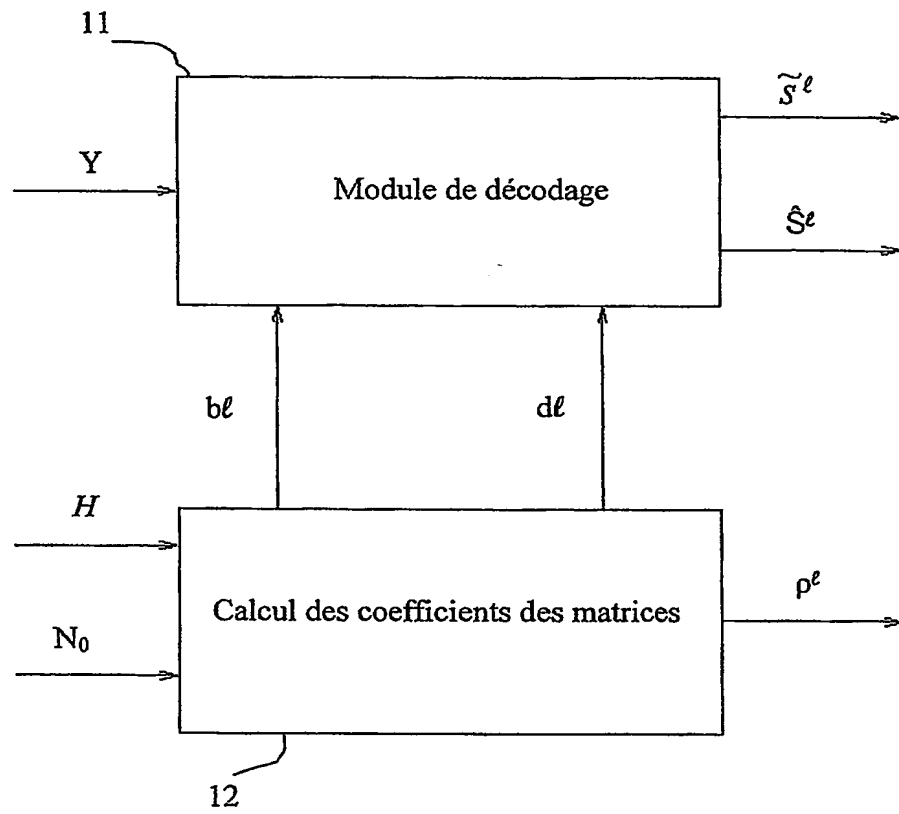 11
s̃ℓ
Y
Module de décodage
Ŝℓ
bℓ
dℓ
H
ρℓ
Calcul des coefficients des matrices
N₀
12